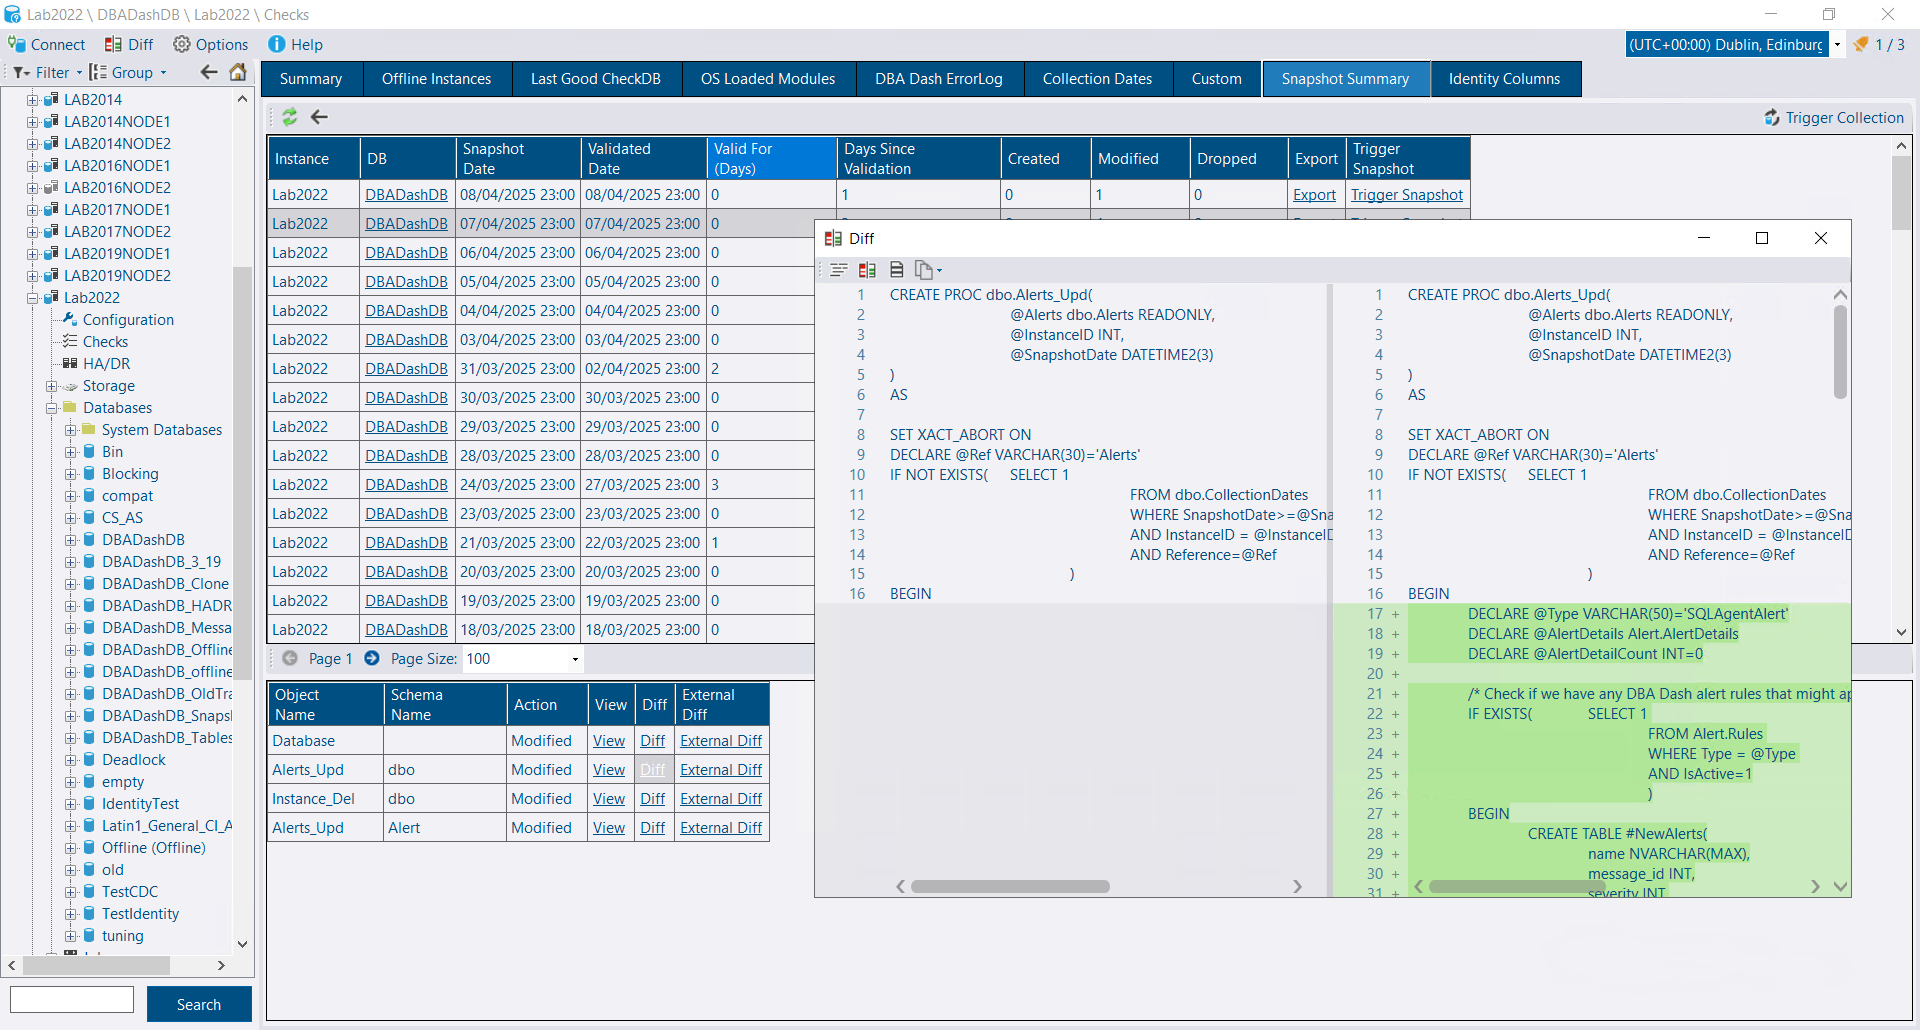 Lab2022 \ DBADashDB \ Lab2022 \ Checks
Connect Diff Options Help (UTC+00:00) Dublin, Edinburg 1 / 3
Filter Group
Summary Offline Instances Last Good CheckDB OS Loaded Modules DBA Dash ErrorLog Collection Dates Custom Snapshot Summary Identity Columns
LAB2014
LAB2014NODE1
LAB2014NODE2
LAB2016NODE1
LAB2016NODE2
LAB2017NODE1
LAB2017NODE2
LAB2019NODE1
LAB2019NODE2
Lab2022
Configuration
Checks
HA/DR
Storage
Databases
System Databases
Bin
Blocking
compat
CS_AS
DBADashDB
DBADashDB_3_19
DBADashDB_Clone
DBADashDB_HADR
DBADashDB_Messa
DBADashDB_Offline
DBADashDB_offline
DBADashDB_OldTra
DBADashDB_Snaps
DBADashDB_Tables
Deadlock
empty
IdentityTest
Latin1_General_CI_A
Offline (Offline)
old
TestCDC
TestIdentity
tuning
Search
Trigger Collection
Instance DB Snapshot Date Validated Date Valid For (Days) Days Since Validation Created Modified Dropped Export Trigger Snapshot
Lab2022 DBADashDB 08/04/2025 23:00 08/04/2025 23:00 0 1 0 1 0 Export Trigger Snapshot
Lab2022 DBADashDB 07/04/2025 23:00 07/04/2025 23:00 0
Lab2022 DBADashDB 06/04/2025 23:00 06/04/2025 23:00 0
Lab2022 DBADashDB 05/04/2025 23:00 05/04/2025 23:00 0
Lab2022 DBADashDB 04/04/2025 23:00 04/04/2025 23:00 0
Lab2022 DBADashDB 03/04/2025 23:00 03/04/2025 23:00 0
Lab2022 DBADashDB 31/03/2025 23:00 02/04/2025 23:00 2
Lab2022 DBADashDB 30/03/2025 23:00 30/03/2025 23:00 0
Lab2022 DBADashDB 29/03/2025 23:00 29/03/2025 23:00 0
Lab2022 DBADashDB 28/03/2025 23:00 28/03/2025 23:00 0
Lab2022 DBADashDB 24/03/2025 23:00 27/03/2025 23:00 3
Lab2022 DBADashDB 23/03/2025 23:00 23/03/2025 23:00 0
Lab2022 DBADashDB 21/03/2025 23:00 22/03/2025 23:00 1
Lab2022 DBADashDB 20/03/2025 23:00 20/03/2025 23:00 0
Lab2022 DBADashDB 19/03/2025 23:00 19/03/2025 23:00 0
Lab2022 DBADashDB 18/03/2025 23:00 18/03/2025 23:00 0
Page 1 Page Size: 100
Object Name Schema Name Action View Diff External Diff
Database Modified View Diff External Diff
Alerts_Upd dbo Modified View Diff External Diff
Instance_Del dbo Modified View Diff External Diff
Alerts_Upd Alert Modified View Diff External Diff
Diff
1 CREATE PROC dbo.Alerts_Upd(
2 @Alerts dbo.Alerts READONLY,
3 @InstanceID INT,
4 @SnapshotDate DATETIME2(3)
5 )
6 AS
7
8 SET XACT_ABORT ON
9 DECLARE @Ref VARCHAR(30)='Alerts'
10 IF NOT EXISTS( SELECT 1
11 FROM dbo.CollectionDates
12 WHERE SnapshotDate>=@Sna
13 AND InstanceID = @InstanceID
14 AND Reference=@Ref
15 )
16 BEGIN
1 CREATE PROC dbo.Alerts_Upd(
2 @Alerts dbo.Alerts READONLY,
3 @InstanceID INT,
4 @SnapshotDate DATETIME2(3)
5 )
6 AS
7
8 SET XACT_ABORT ON
9 DECLARE @Ref VARCHAR(30)='Alerts'
10 IF NOT EXISTS( SELECT 1
11 FROM dbo.CollectionDates
12 WHERE SnapshotDate>=@Sna
13 AND InstanceID = @InstanceID
14 AND Reference=@Ref
15 )
16 BEGIN
17 + DECLARE @Type VARCHAR(50)='SQLAgentAlert'
18 + DECLARE @AlertDetails Alert.AlertDetails
19 + DECLARE @AlertDetailCount INT=0
20 +
21 + /* Check if we have any DBA Dash alert rules that might ap
22 + IF EXISTS( SELECT 1
23 + FROM Alert.Rules
24 + WHERE Type = @Type
25 + AND IsActive=1
26 + )
27 + BEGIN
28 + CREATE TABLE #NewAlerts(
29 + name NVARCHAR(MAX),
30 + message_id INT,
31 + severity INT